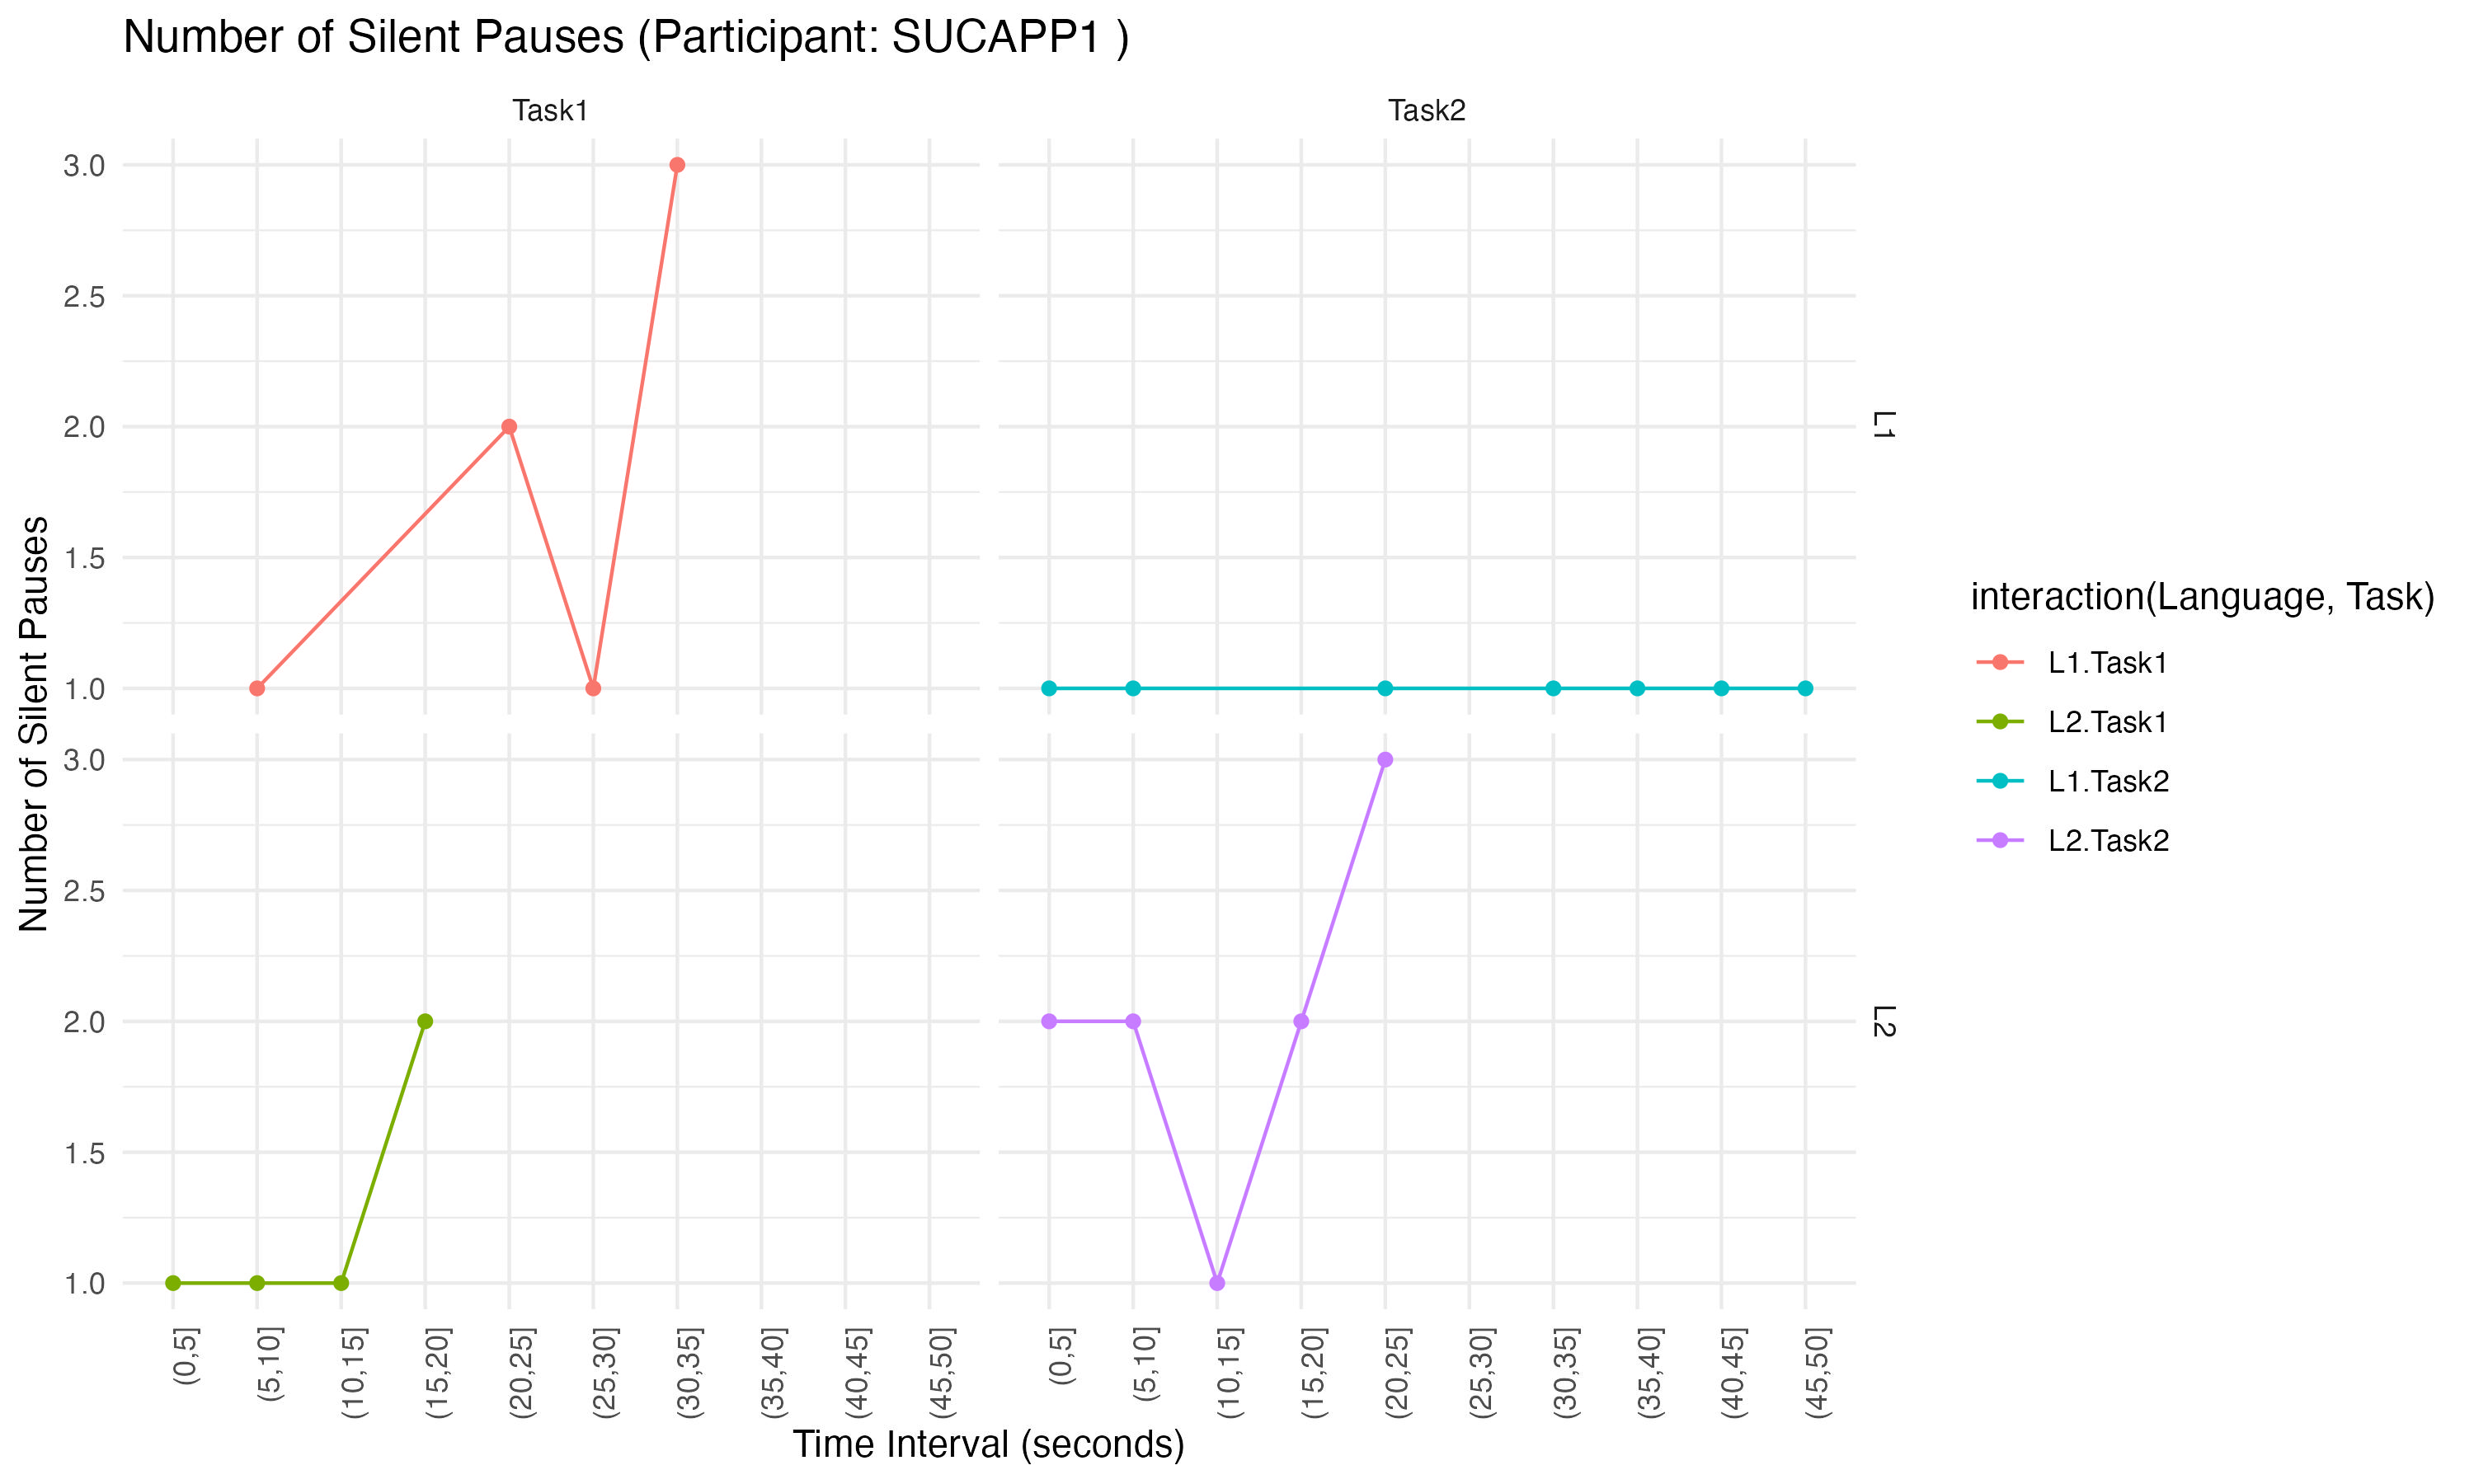 Number of Silent Pauses (Participant: SUCAPP1 )
Task1
Task2
3.0
2.5
2.0
1.5
1.0
L1
3.0
2.5
2.0
1.5
1.0
L2
Number of Silent Pauses
(0,5]
(5,10]
(10,15]
(15,20]
(20,25]
(25,30]
(30,35]
(35,40]
(40,45]
(45,50]
(0,5]
(5,10]
(10,15]
(15,20]
(20,25]
(25,30]
(30,35]
(35,40]
(40,45]
(45,50]
Time Interval (seconds)
interaction(Language, Task)
L1.Task1
L2.Task1
L1.Task2
L2.Task2